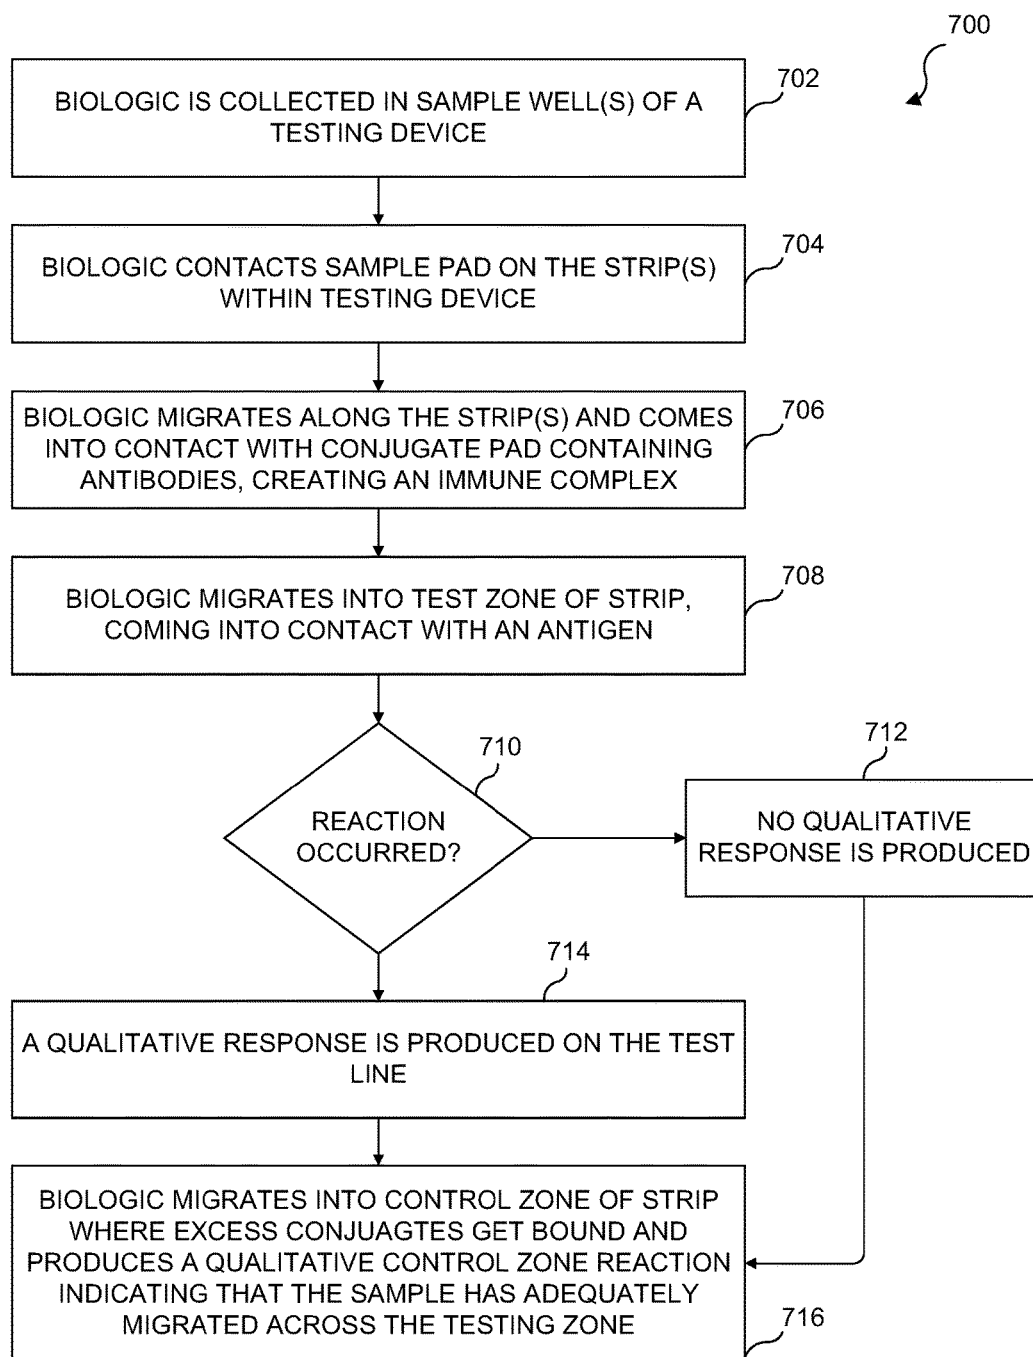 700
702
BIOLOGIC IS COLLECTED IN SAMPLE WELL(S) OF A
TESTING DEVICE
704
BIOLOGIC CONTACTS SAMPLE PAD ON THE STRIP(S)
WITHIN TESTING DEVICE
706
BIOLOGIC MIGRATES ALONG THE STRIP(S) AND COMES
INTO CONTACT WITH CONJUGATE PAD CONTAINING
ANTIBODIES, CREATING AN IMMUNE COMPLEX
708
BIOLOGIC MIGRATES INTO TEST ZONE OF STRIP,
COMING INTO CONTACT WITH AN ANTIGEN
710
REACTION
OCCURRED?
712
NO QUALITATIVE
RESPONSE IS PRODUCED
714
A QUALITATIVE RESPONSE IS PRODUCED ON THE TEST
LINE
BIOLOGIC MIGRATES INTO CONTROL ZONE OF STRIP
WHERE EXCESS CONJUAGTES GET BOUND AND
PRODUCES A QUALITATIVE CONTROL ZONE REACTION
INDICATING THAT THE SAMPLE HAS ADEQUATELY
MIGRATED ACROSS THE TESTING ZONE
716